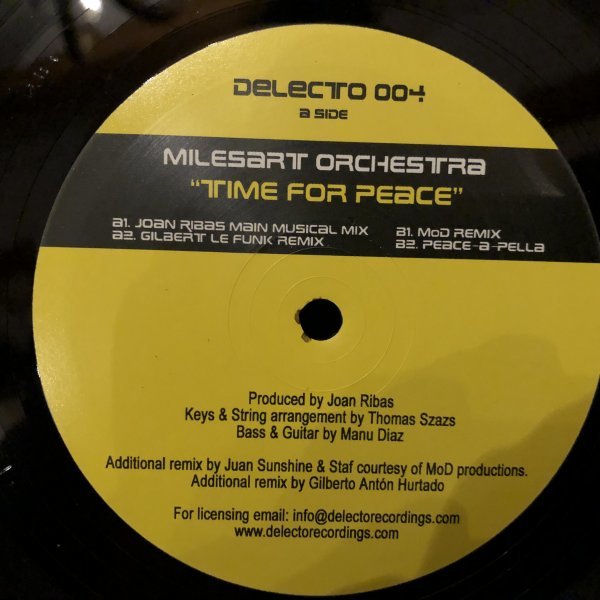 DELECTO 004
A SIDE
MILESART ORCHESTRA
"TIME FOR PEACE"
A1. JOAN RIBAS MAIN MUSICAL MIX B1. MoD REMIX
A2. GILBERT LE FUNK REMIX B2. PEACE-A-PELLA
Produced by Joan Ribas
Keys & String arrangement by Thomas Szazs
Bass & Guitar by Manu Diaz
Additional remix by Juan Sunshine & Staf courtesy of MoD productions.
Additional remix by Gilberto Antón Hurtado
For licensing email: info@delectorecordings.com
www.delectorecordings.com